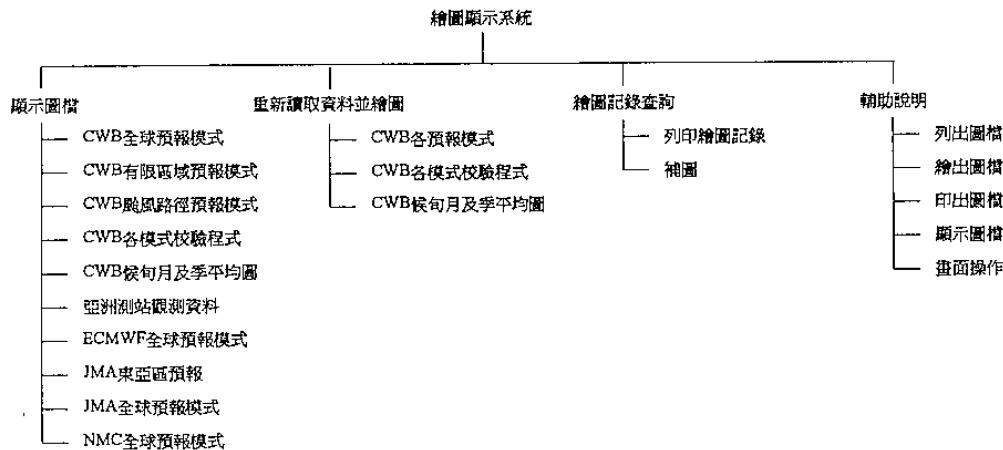 繪圖顯示系統
顯示圖檔
CWB全球預報模式
CWB有限區域預報模式
CWB颱風路徑預報模式
CWB各模式校驗程式
CWB候旬月及季平均圖
亞洲測站觀測資料
ECMWF全球預報模式
JMA東亞區預報
JMA全球預報模式
NMC全球預報模式
重新讀取資料並繪圖
CWB各預報模式
CWB各模式校驗程式
CWB候旬月及季平均圖
繪圖記錄查詢
列印繪圖記錄
補圖
輔助說明
列出圖檔
繪出圖檔
印出圖檔
顯示圖檔
畫面操作